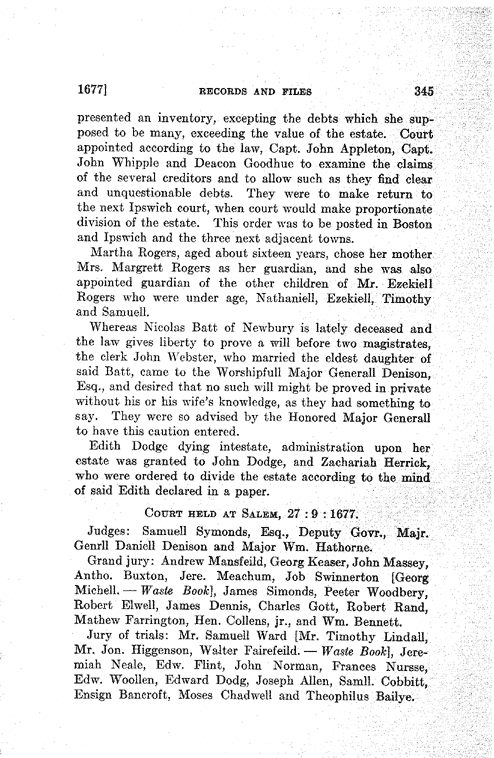 1677] RECORDS AND FILES 345
presented an inventory, excepting the debts which she sup-
posed to be many, exceeding the value of the estate. Court
appointed according to the law, Capt. John Appleton, Capt.
John Whipple and Deacon Goodhue to examine the claims
of the several creditors and to allow such as they find clear
and unquestionable debts. They were to make return to
the next Ipswich court, when court would make proportionate
division of the estate. This order was to be posted in Boston
and Ipswich and the three next adjacent towns.
Martha Rogers, aged about sixteen years, chose her mother
Mrs. Margrett Rogers as her guardian, and she was also
appointed guardian of the other children of Mr. Ezekiell
Rogers who were under age, Nathaniell, Ezekiell, Timothy
and Samuell.
Whereas Nicolas Batt of Newbury is lately deceased and
the law gives liberty to prove a will before two magistrates,
the clerk John Webster, who married the eldest daughter of
said Batt, came to the Worshipfull Major Generall Denison,
Esq., and desired that no such will might be proved in private
without his or his wife's knowledge, as they had something to
say. They were so advised by the Honored Major Generall
to have this caution entered.
Edith Dodge dying intestate, administration upon her
estate was granted to John Dodge, and Zachariah Herrick,
who were ordered to divide the estate according to the mind
of said Edith declared in a paper.
COURT HELD AT SALEM, 27 : 9 : 1677.
Judges: Samuell Symonds, Esq., Deputy Govr., Majr.
Genrll Daniell Denison and Major Wm. Hathorne.
Grand jury: Andrew Mansfeild, Georg Keaser, John Massey,
Antho. Buxton, Jere. Meachum, Job Swinnerton [Georg
Michell. — Waste Book], James Simonds, Peeter Woodbery,
Robert Elwell, James Dennis, Charles Gott, Robert Rand,
Mathew Farrington, Hen. Collens, jr., and Wm. Bennett.
Jury of trials: Mr. Samuell Ward [Mr. Timothy Lindall,
Mr. Jon. Higgenson, Walter Fairefeild. — Waste Book], Jere-
miah Neale, Edw. Flint, John Norman, Frances Nursse,
Edw. Woollen, Edward Dodg, Joseph Allen, Samll. Cobbitt,
Ensign Bancroft, Moses Chadwell and Theophilus Bailye.